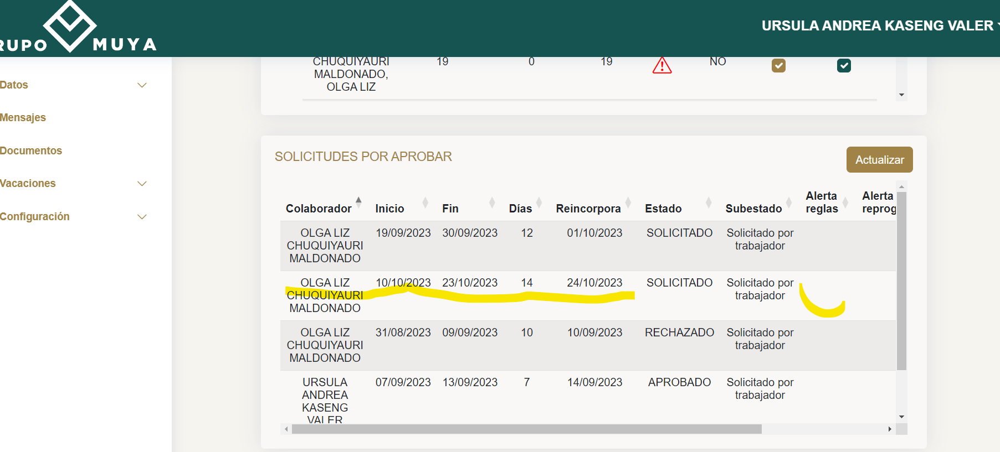 RUPO MUYA
URSULA ANDREA KASENG VALER
Datos
Mensajes
Documentos
Vacaciones
Configuración
CHUQUIYAURI 19 0 19 NO
MALDONADO,
OLGA LIZ
SOLICITUDES POR APROBAR
Actualizar
Colaborador Inicio Fin Días Reincorpora Estado Subestado Alerta reglas Alerta reprog
OLGA LIZ 19/09/2023 30/09/2023 12 01/10/2023 SOLICITADO Solicitado por
CHUQUIYAURI trabajador
MALDONADO
OLGA LIZ 10/10/2023 23/10/2023 14 24/10/2023 SOLICITADO Solicitado por
CHUQUIYAURI trabajador
MALDONADO
OLGA LIZ 31/08/2023 09/09/2023 10 10/09/2023 RECHAZADO Solicitado por
CHUQUIYAURI trabajador
MALDONADO
URSULA 07/09/2023 13/09/2023 7 14/09/2023 APROBADO Solicitado por
ANDREA trabajador
KASENG
VALER